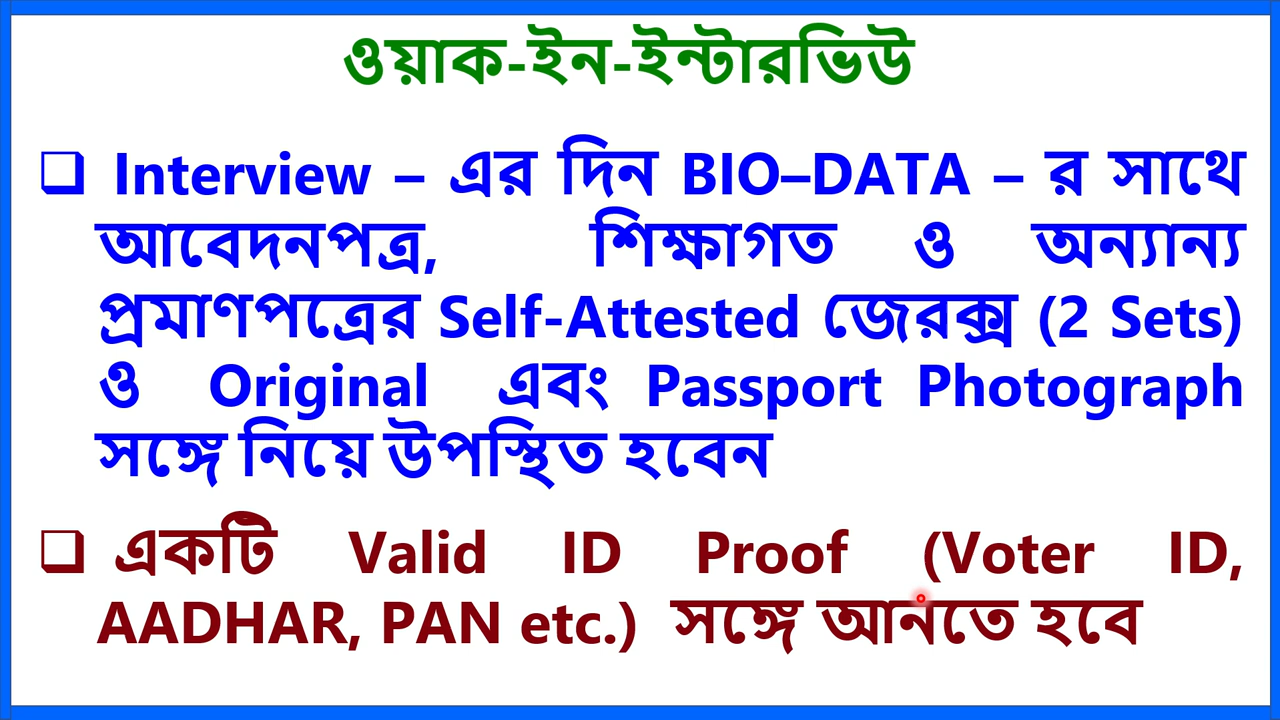 ওয়াক-ইন-ইন্টারভিউ
❑ Interview – এর দিন BIO–DATA – র সাথে
আবেদনপত্র, শিক্ষাগত ও অন্যান্য
প্রমাণপত্রের Self-Attested জেরক্স (2 Sets)
ও Original এবং Passport Photograph
সঙ্গে নিয়ে উপস্থিত হবেন
❑ একটি Valid ID Proof (Voter ID,
AADHAR, PAN etc.) সঙ্গে আনতে হবে